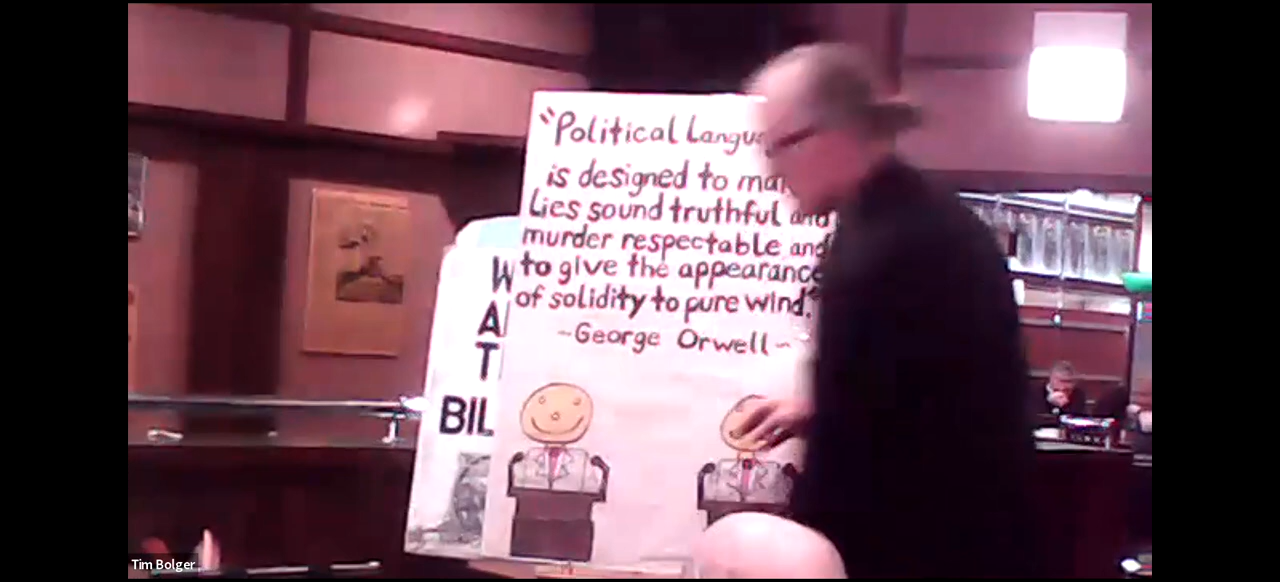 "Political Langu
is designed to ma
Lies sound truthful and
murder respectable and
to give the appearance
of solidity to pure wind."
~George Orwell~
W
A
T
BIL
Tim Bolger